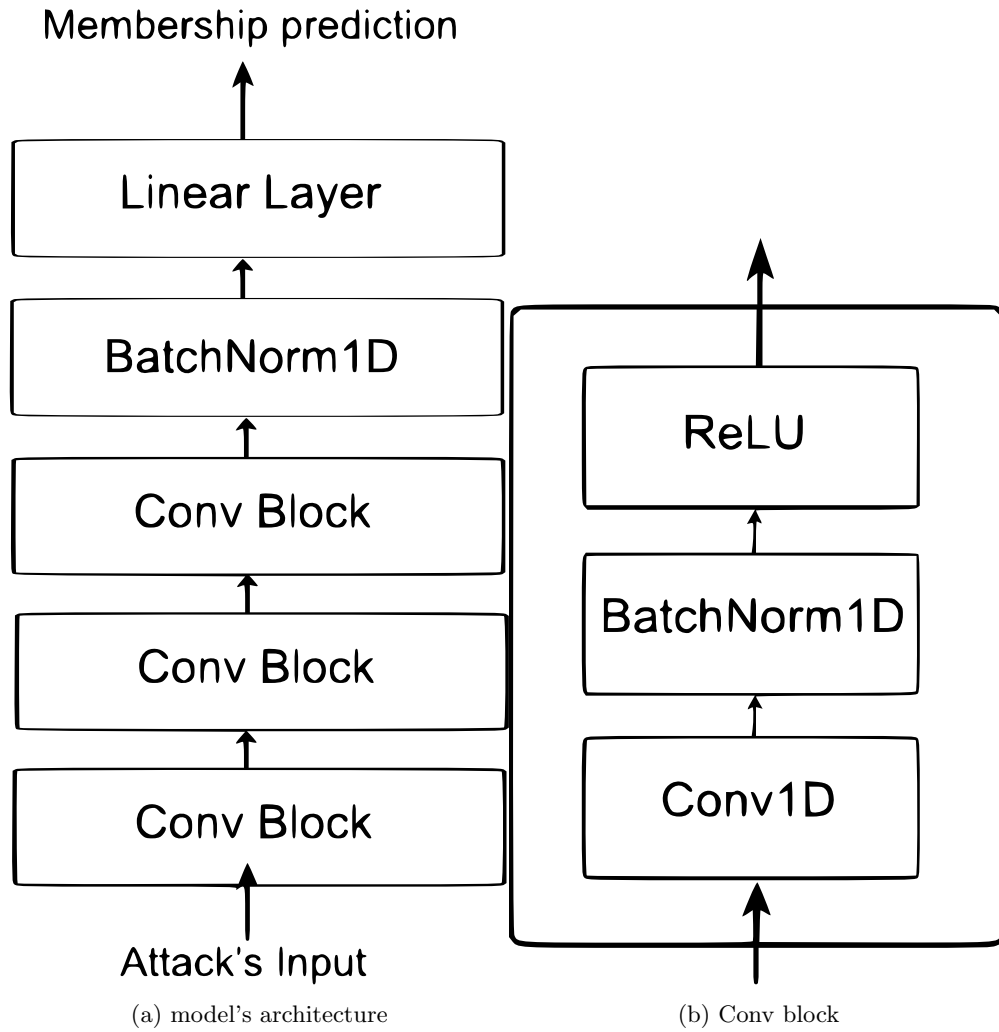 Membership prediction
Linear Layer
BatchNorm1D
Conv Block
Conv Block
Conv Block
Attack's Input
(a) model's architecture
ReLU
BatchNorm1D
Conv1D
(b) Conv block